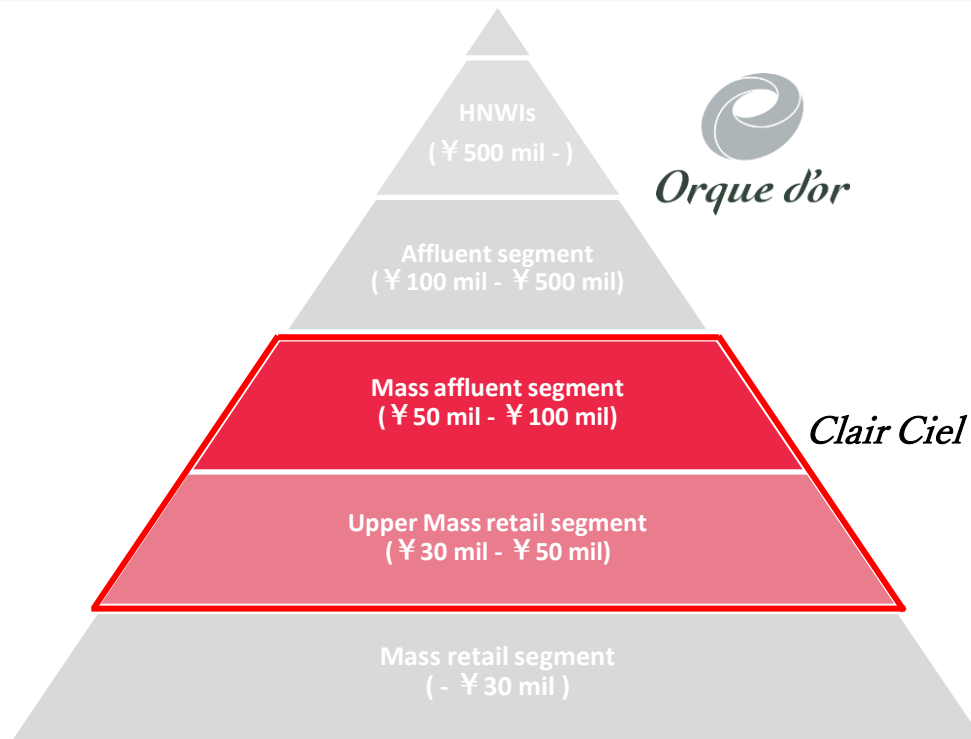 HNWIs
(￥500 mil - )
Orque d'or
Affluent segment
(￥100 mil - ￥500 mil)
Mass affluent segment
(￥50 mil - ￥100 mil)
Clair Ciel
Upper Mass retail segment
(￥30 mil - ￥50 mil)
Mass retail segment
( - ￥30 mil )